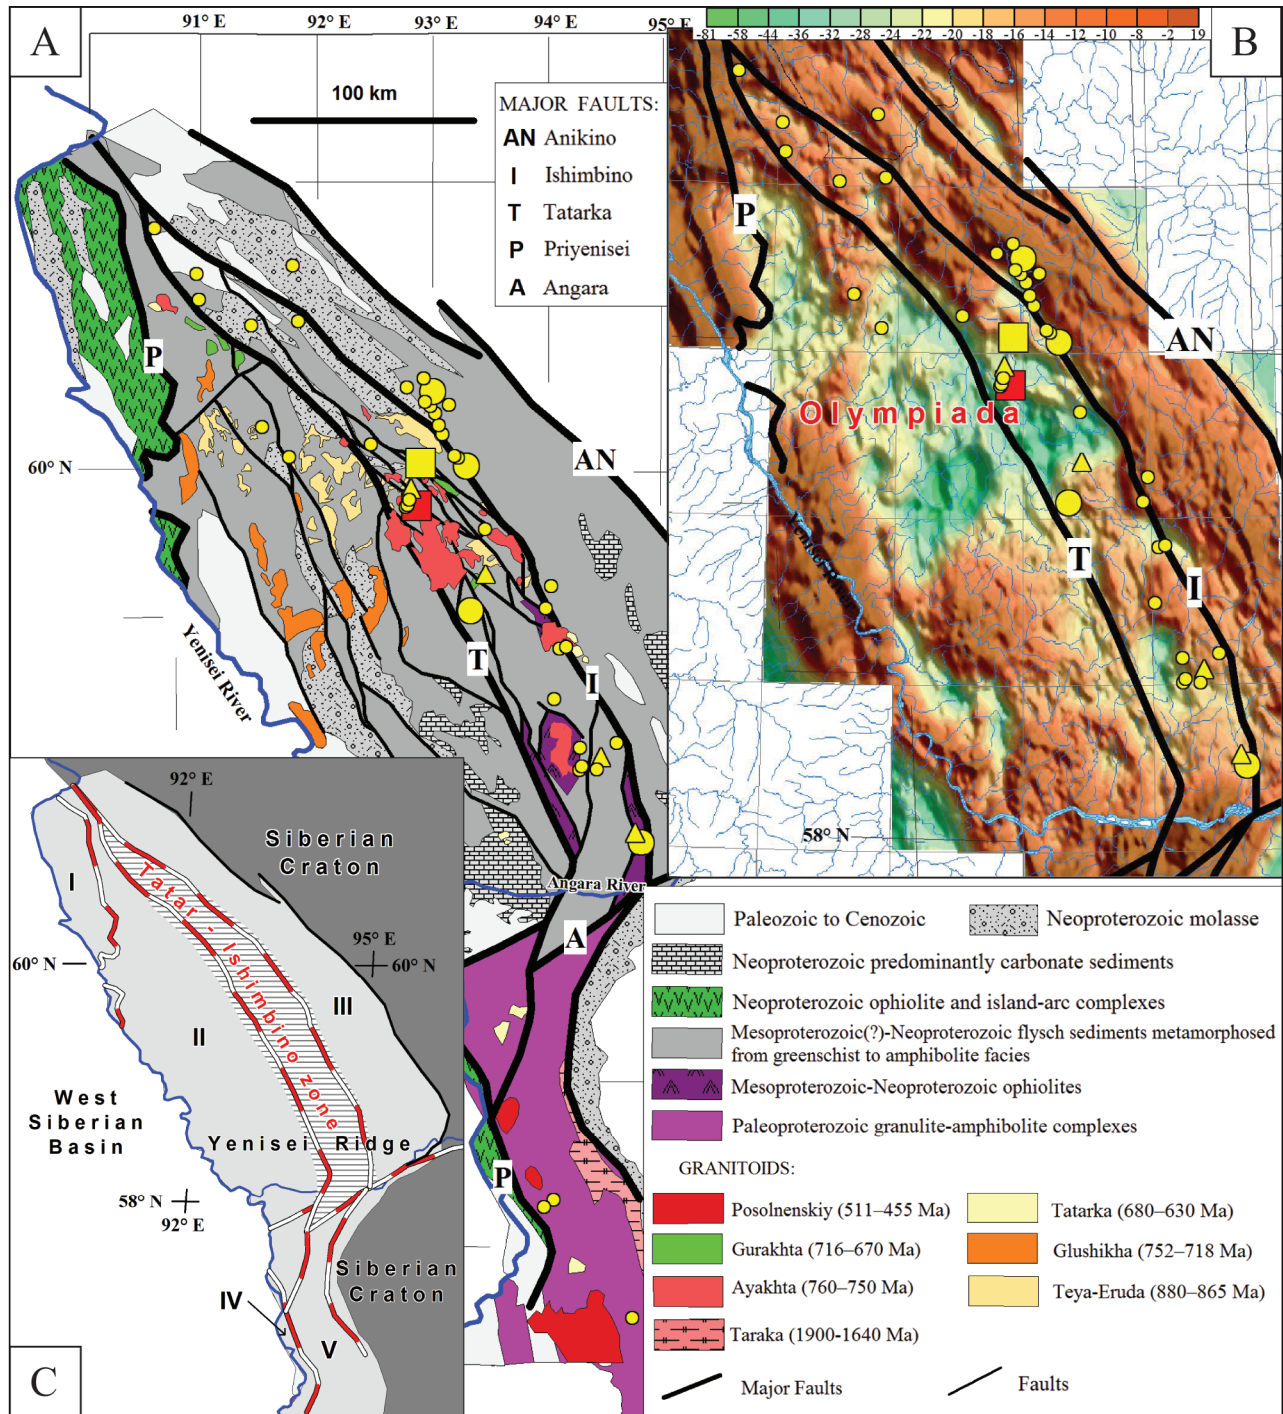 A
91° E
92° E
93° E
94° E
95° E
100 km
MAJOR FAULTS:
AN Anikino
I Ishimbino
T Tatarka
P Priyenisei
A Angara
P
AN
60° N
T
I
Yenisei River
Angara River
A
P
B
-81 -58 -44 -36 -28 -24 -22 -20 -18 -16 -14 -12 -10 -8 -2 19
P
AN
Olympiada
T
I
58° N
C
92° E
Siberian
Craton
I
Tatar - Ishimbino zone
95° E
60° N
60° N
III
II
West
Siberian
Basin
Yenisei Ridge
58° N
92° E
Siberian
Craton
IV
V
Paleozoic to Cenozoic
Neoproterozoic molasse
Neoproterozoic predominantly carbonate sediments
Neoproterozoic ophiolite and island-arc complexes
Mesoproterozoic(?)-Neoproterozoic flysch sediments metamorphosed
from greenschist to amphibolite facies
Mesoproterozoic-Neoproterozoic ophiolites
Paleoproterozoic granulite-amphibolite complexes
GRANITOIDS:
Posolnenskiy (511–455 Ma)
Tatarka (680–630 Ma)
Gurakhta (716–670 Ma)
Glushikha (752–718 Ma)
Ayakhta (760–750 Ma)
Teya-Eruda (880–865 Ma)
Taraka (1900-1640 Ma)
Major Faults
Faults